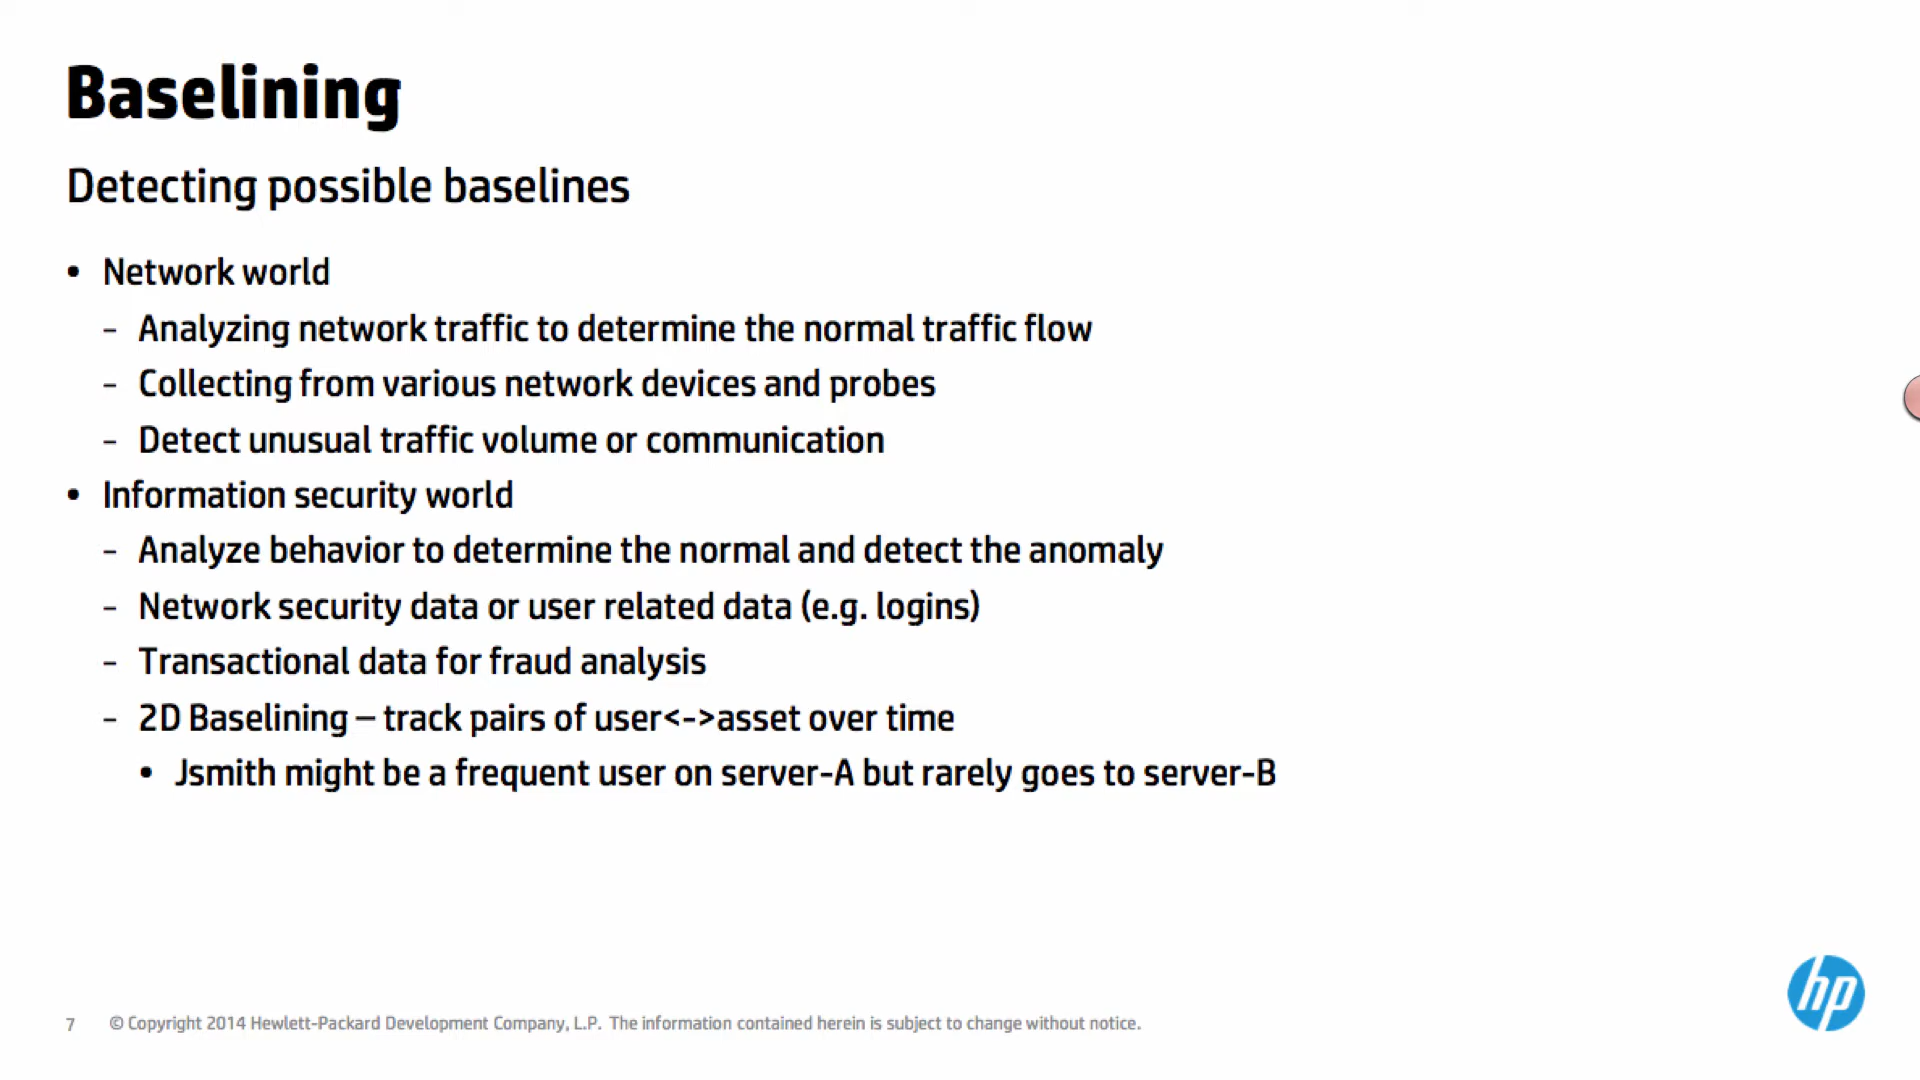 Baselining
Detecting possible baselines
• Network world
– Analyzing network traffic to determine the normal traffic flow
– Collecting from various network devices and probes
– Detect unusual traffic volume or communication
• Information security world
– Analyze behavior to determine the normal and detect the anomaly
– Network security data or user related data (e.g. logins)
– Transactional data for fraud analysis
– 2D Baselining – track pairs of user<->asset over time
• Jsmith might be a frequent user on server-A but rarely goes to server-B
hp
7 © Copyright 2014 Hewlett-Packard Development Company, L.P. The information contained herein is subject to change without notice.